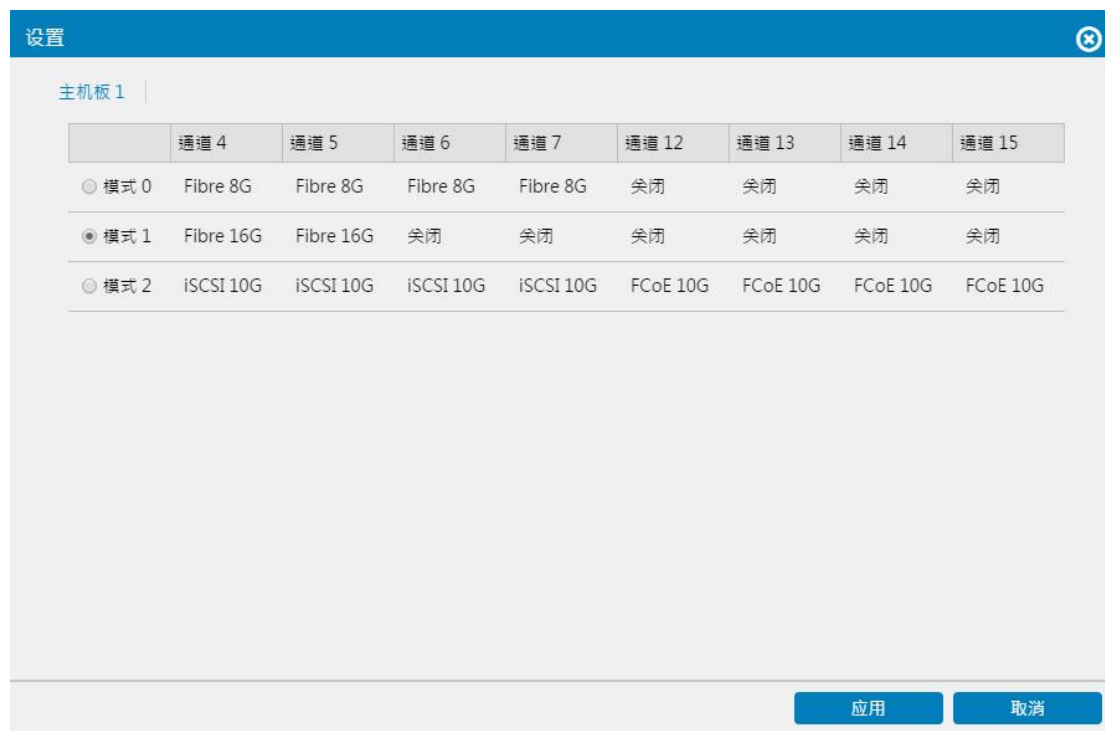 设置
主机板 1
通道 4 通道 5 通道 6 通道 7 通道 12 通道 13 通道 14 通道 15
模式 0 Fibre 8G Fibre 8G Fibre 8G Fibre 8G 关闭 关闭 关闭 关闭
模式 1 Fibre 16G Fibre 16G 关闭 关闭 关闭 关闭 关闭 关闭
模式 2 iSCSI 10G iSCSI 10G iSCSI 10G iSCSI 10G FCoE 10G FCoE 10G FCoE 10G FCoE 10G
应用 取消